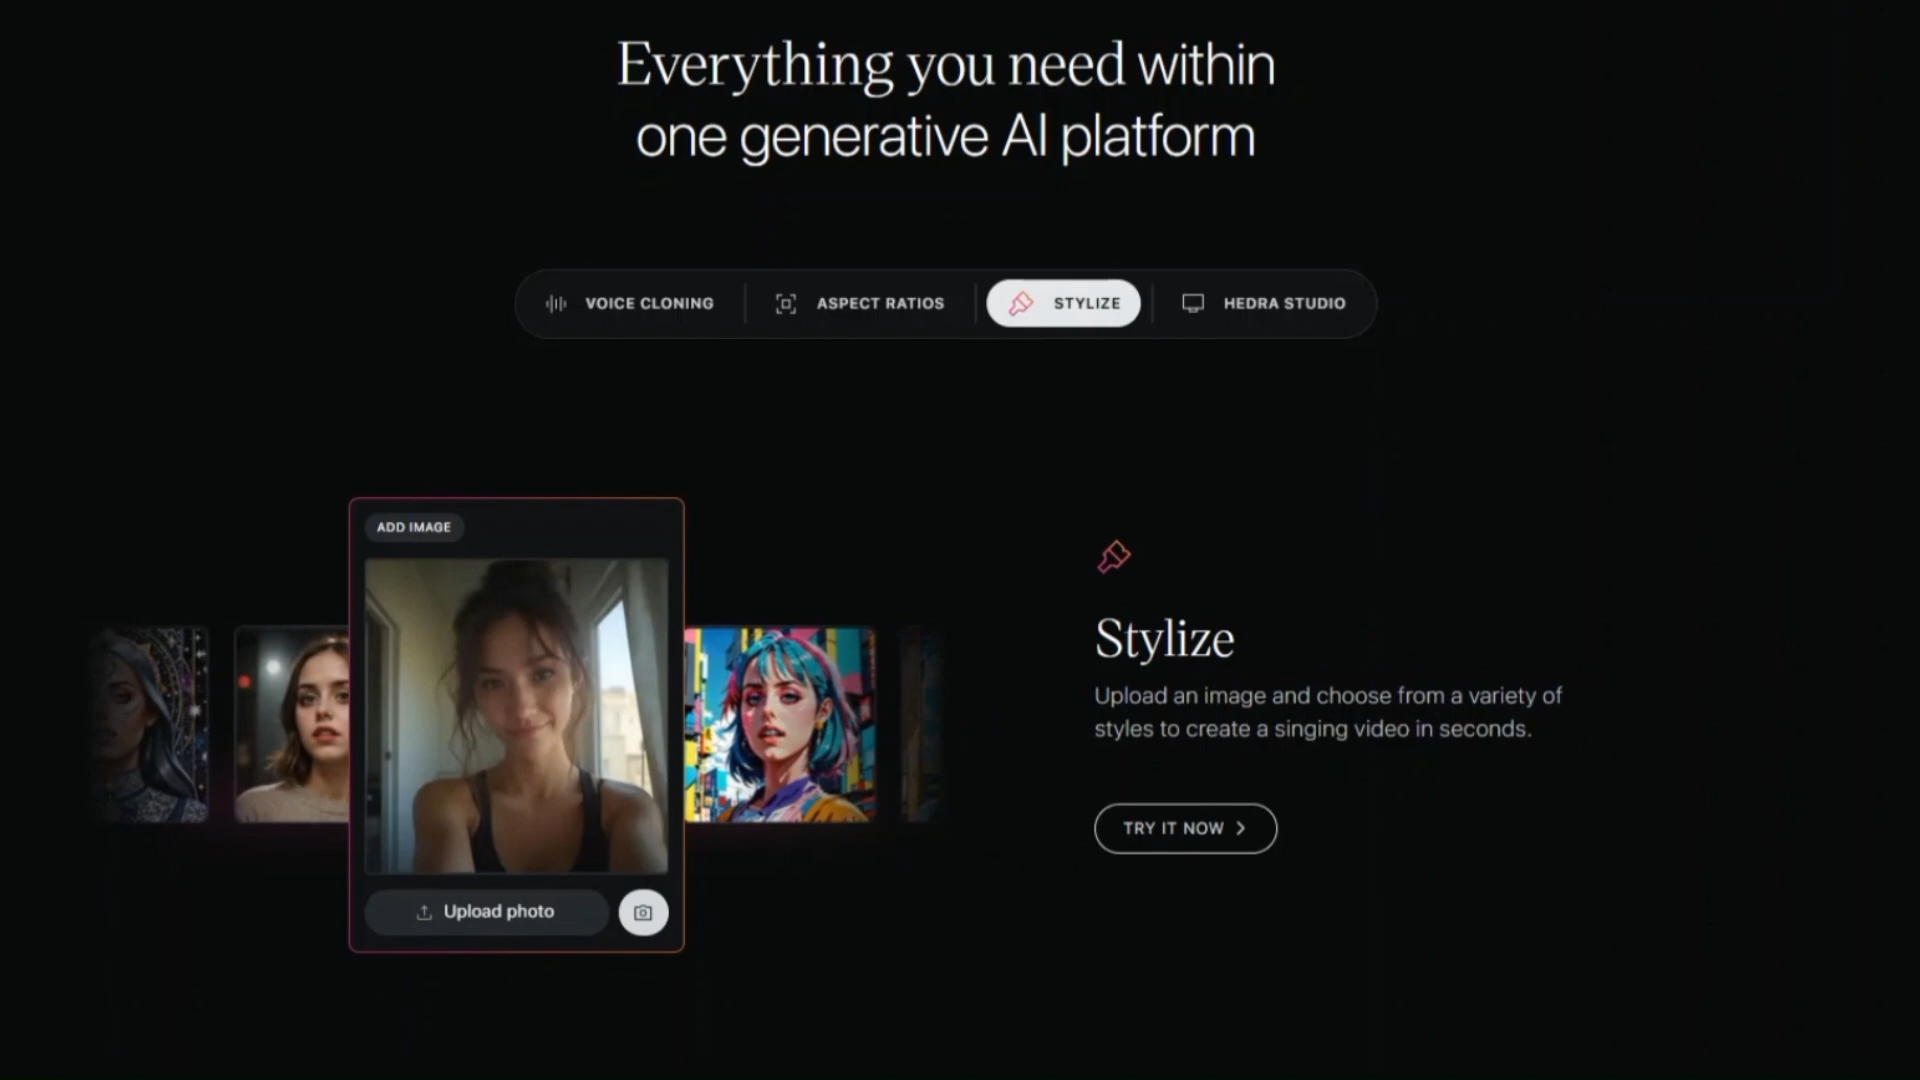 Everything you need within
one generative AI platform
VOICE CLONING
ASPECT RATIOS
STYLIZE
HEDRA STUDIO
ADD IMAGE
Upload photo
Stylize
Upload an image and choose from a variety of
styles to create a singing video in seconds.
TRY IT NOW